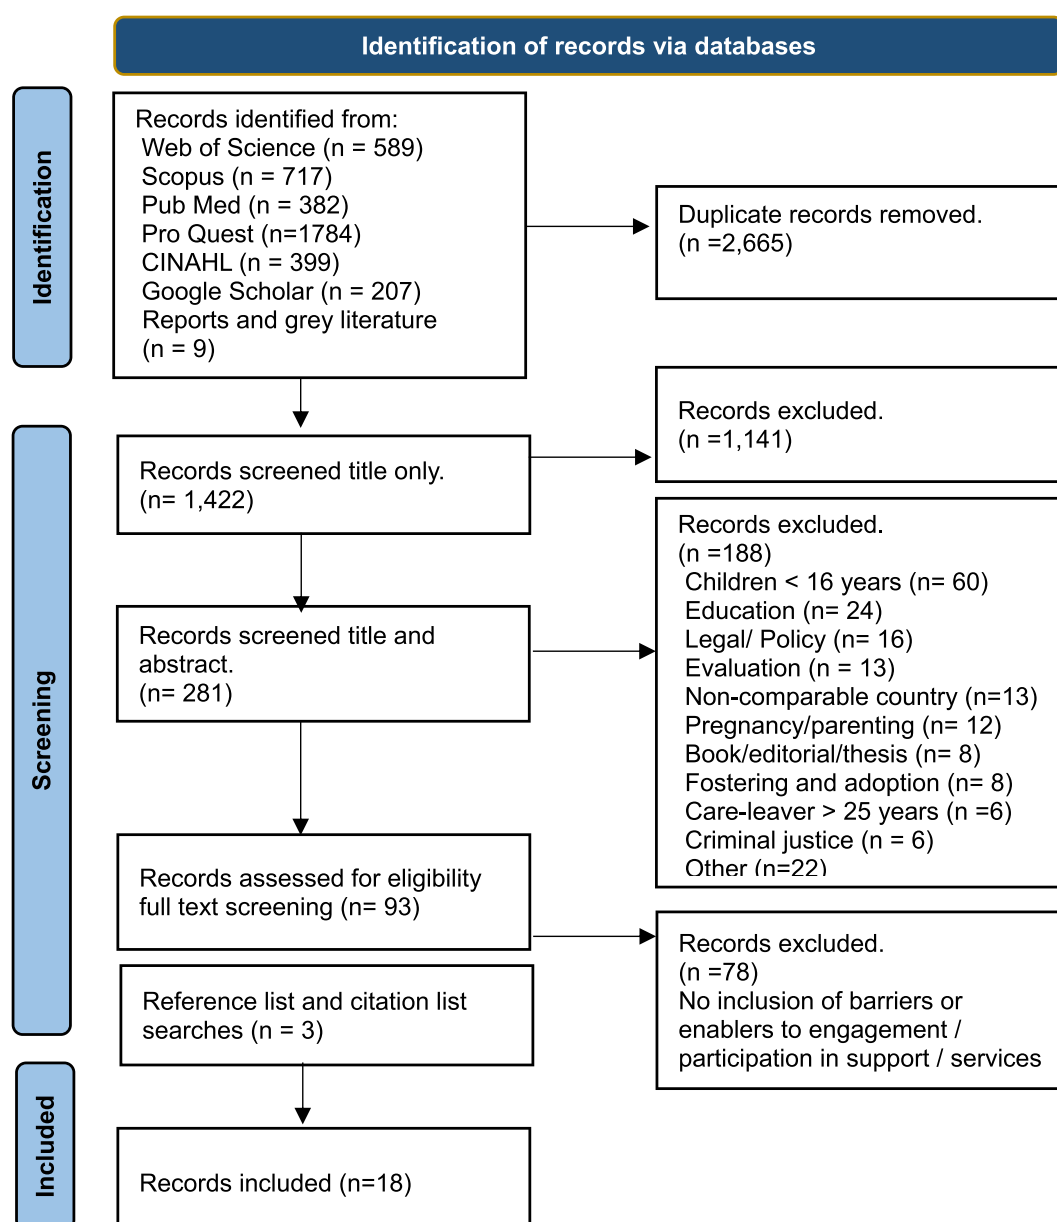 Identification of records via databases
Identification
Records identified from:
Web of Science (n = 589)
Scopus (n = 717)
Pub Med (n = 382)
Pro Quest (n=1784)
CINAHL (n = 399)
Google Scholar (n = 207)
Reports and grey literature
(n = 9)
Duplicate records removed.
(n =2,665)
Screening
Records screened title only.
(n= 1,422)
Records excluded.
(n =1,141)
Records screened title and
abstract.
(n= 281)
Records excluded.
(n =188)
Children < 16 years (n= 60)
Education (n= 24)
Legal/ Policy (n= 16)
Evaluation (n = 13)
Non-comparable country (n=13)
Pregnancy/parenting (n= 12)
Book/editorial/thesis (n= 8)
Fostering and adoption (n= 8)
Care-leaver > 25 years (n =6)
Criminal justice (n = 6)
Other (n=22)
Records assessed for eligibility
full text screening (n= 93)
Records excluded.
(n =78)
No inclusion of barriers or
enablers to engagement /
participation in support / services
Reference list and citation list
searches (n = 3)
Included
Records included (n=18)